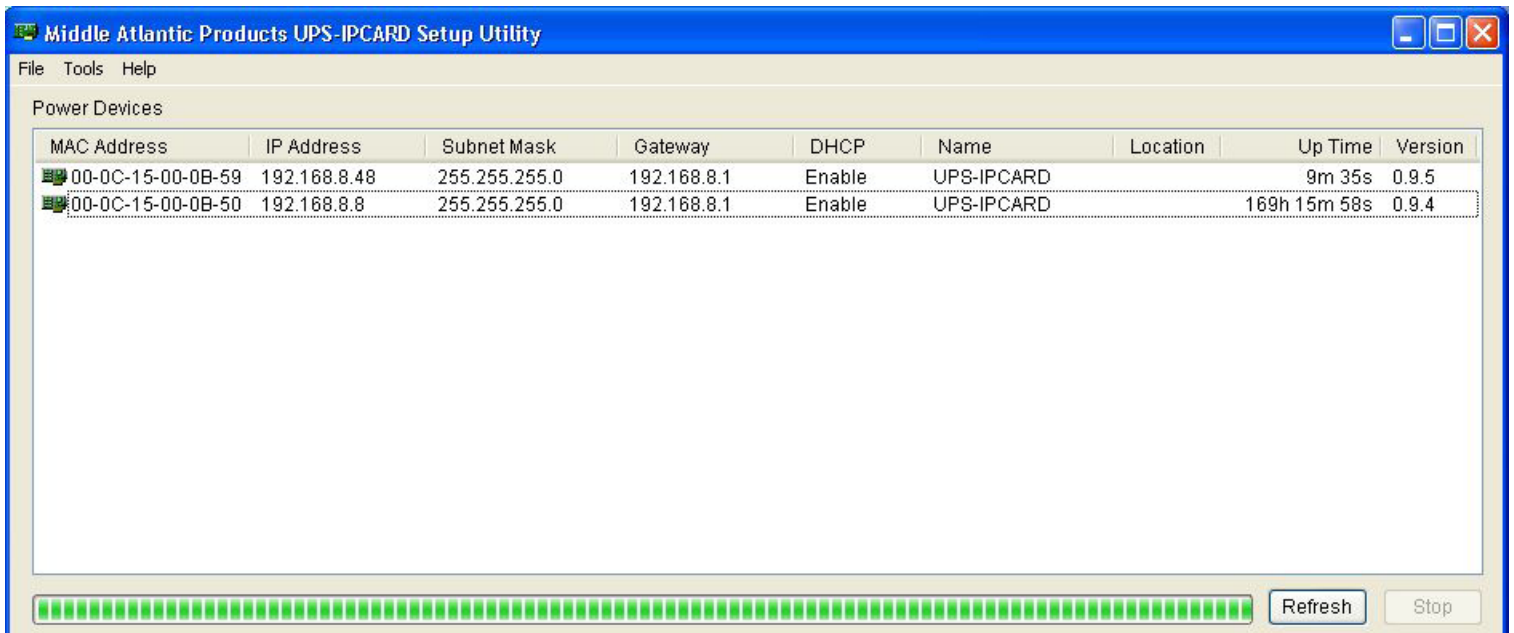 Middle Atlantic Products UPS-IPCARD Setup Utility
File Tools Help
Power Devices
MAC Address IP Address Subnet Mask Gateway DHCP Name Location Up Time Version
00-0C-15-00-0B-59 192.168.8.48 255.255.255.0 192.168.8.1 Enable UPS-IPCARD 9m 35s 0.9.5
00-0C-15-00-0B-50 192.168.8.8 255.255.255.0 192.168.8.1 Enable UPS-IPCARD 169h 15m 58s 0.9.4
Refresh Stop